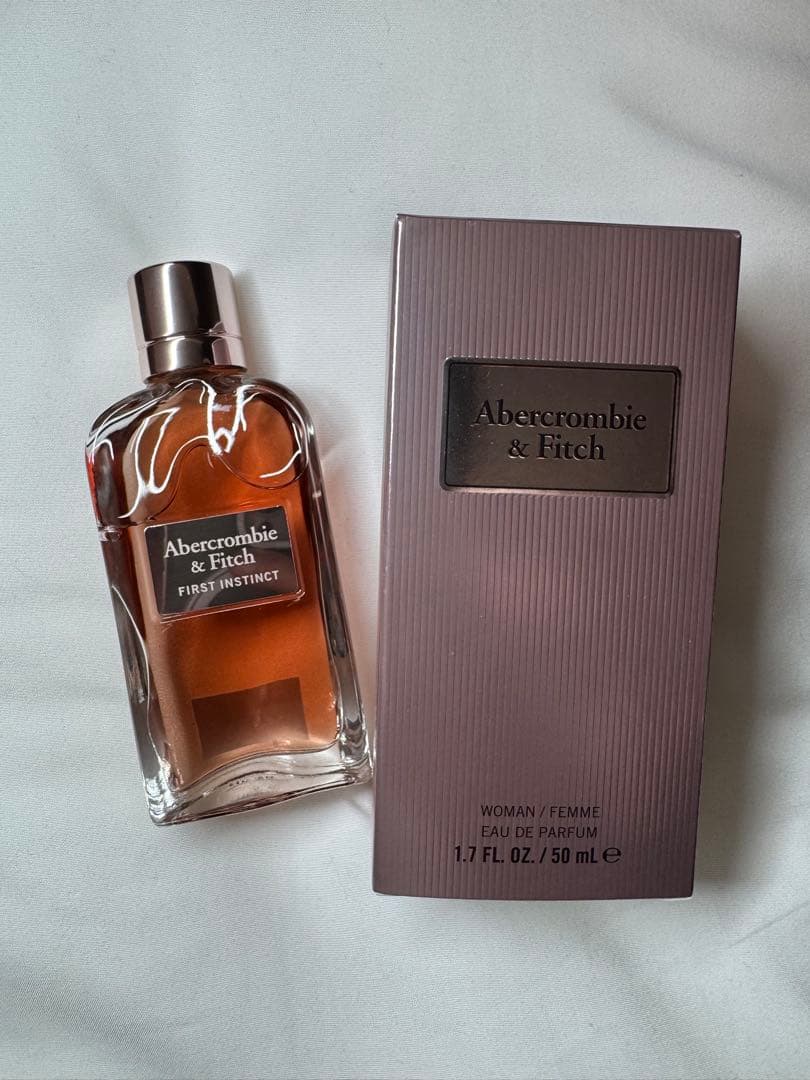 Abercrombie
& Fitch
FIRST INSTINCT
Abercrombie
& Fitch
WOMAN / FEMME
EAU DE PARFUM
1.7 FL. OZ. / 50 mL ℮